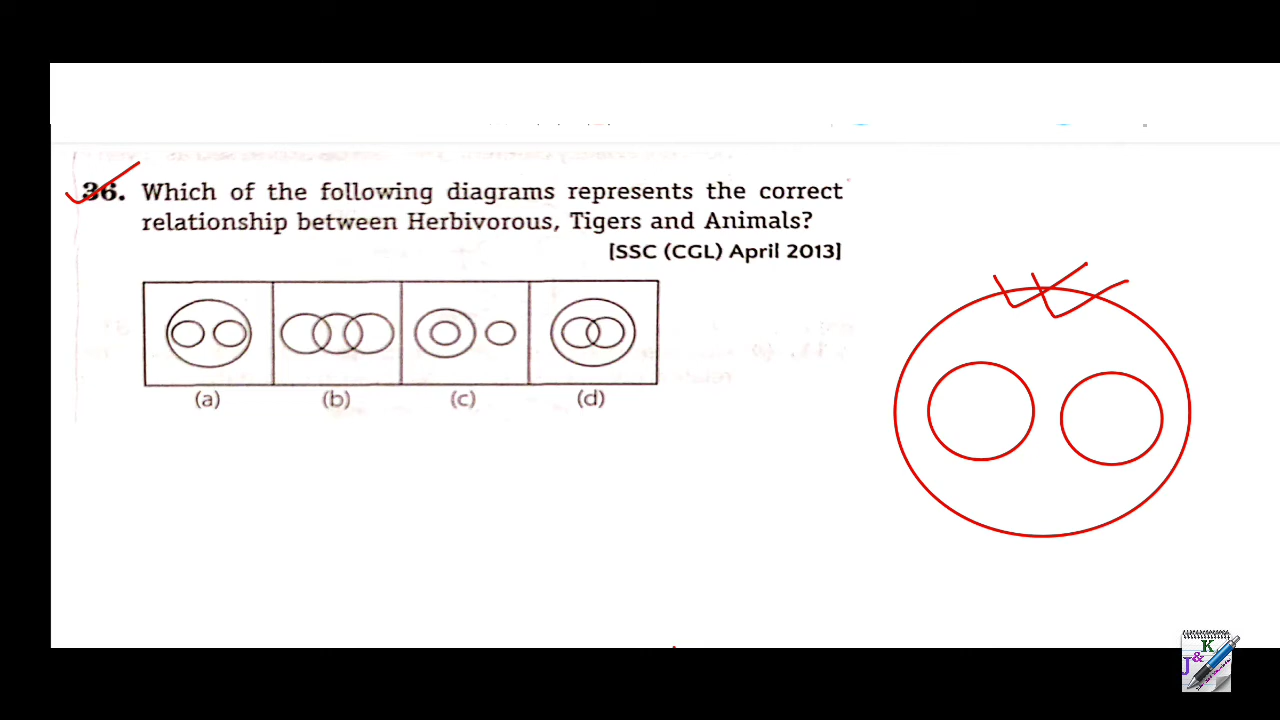 36. Which of the following diagrams represents the correct
relationship between Herbivorous, Tigers and Animals?
[SSC (CGL) April 2013]
(a) (b) (c) (d)
J & K